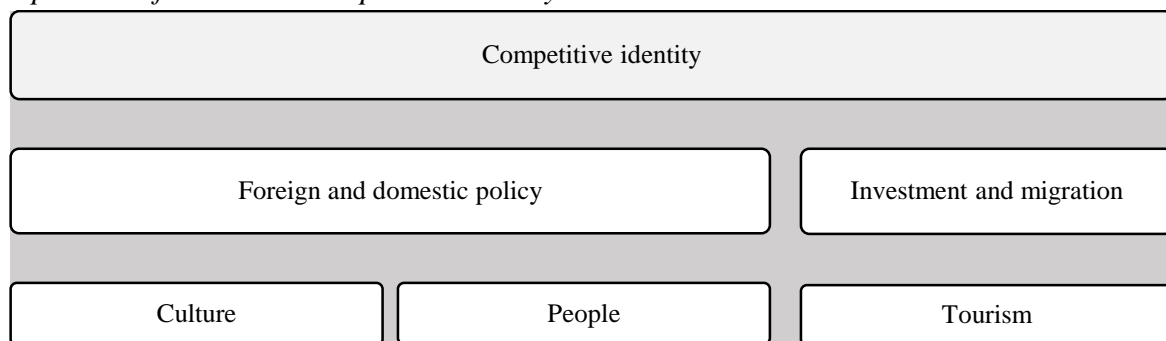 Competitive identity
Foreign and domestic policy
Investment and migration
Culture
People
Tourism